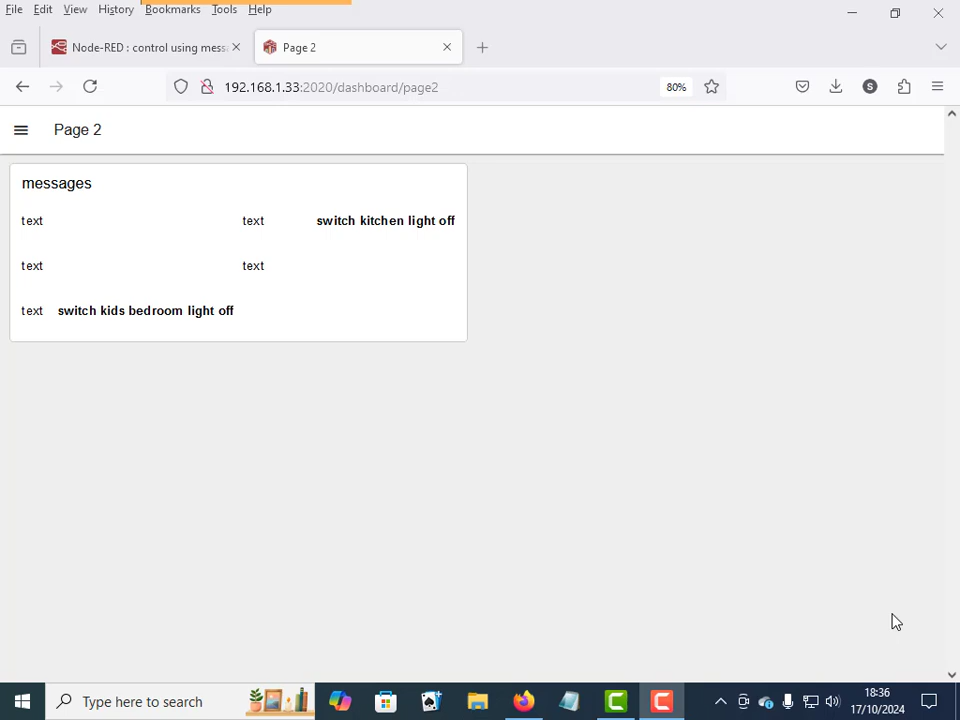 File Edit View History Bookmarks Tools Help
Node-RED : control using mess
Page 2
192.168.1.33:2020/dashboard/page2
80%
S
Page 2
messages
text
text switch kitchen light off
text
text
text switch kids bedroom light off
Type here to search
18:36
17/10/2024